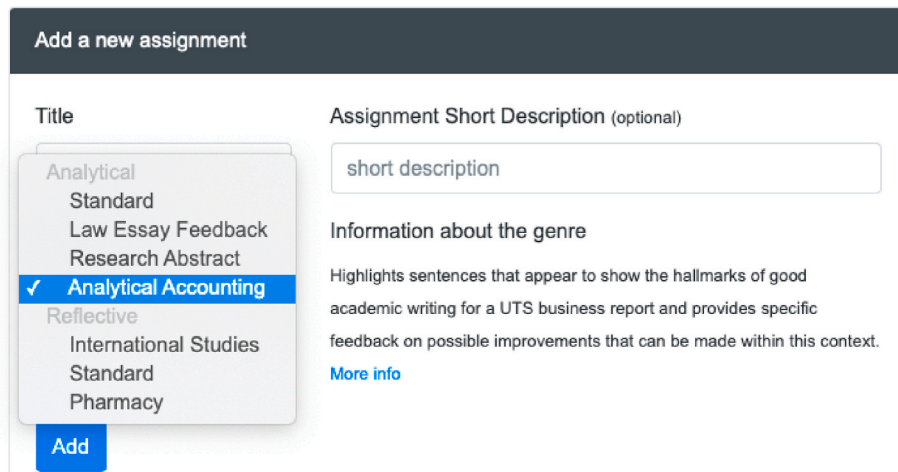 Add a new assignment
Title
Assignment Short Description (optional)
short description
Analytical
Standard
Law Essay Feedback
Research Abstract
✓ Analytical Accounting
Reflective
International Studies
Standard
Pharmacy
Information about the genre
Highlights sentences that appear to show the hallmarks of good
academic writing for a UTS business report and provides specific
feedback on possible improvements that can be made within this context.
More info
Add